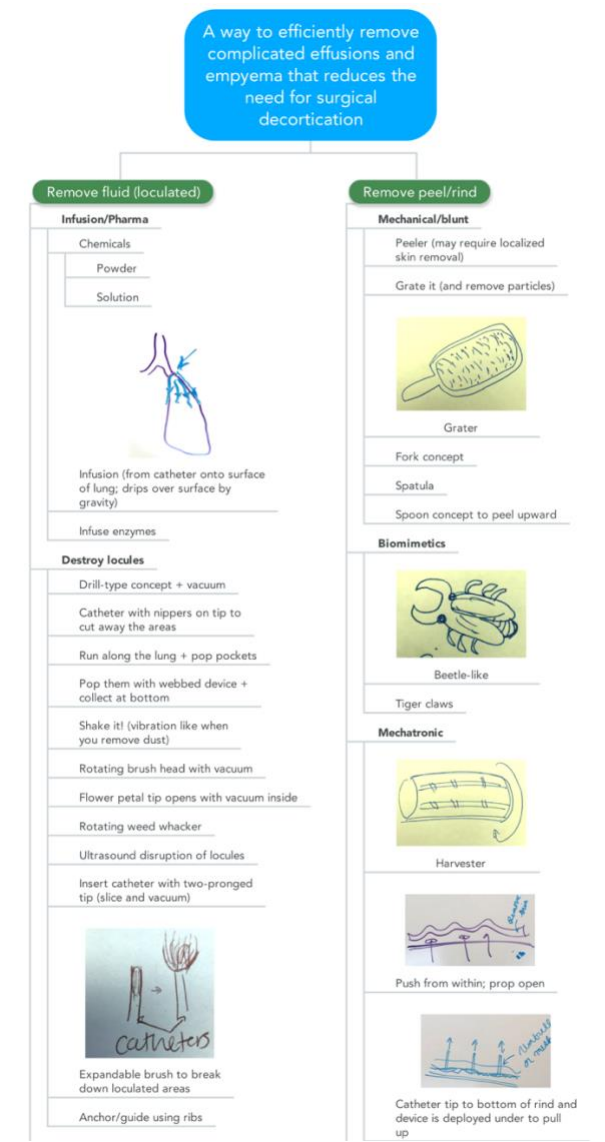 A way to efficiently remove
complicated effusions and
empyema that reduces the
need for surgical
decortication
Remove fluid (loculated)
Infusion/Pharma
Chemicals
Powder
Solution
Infusion (from catheter onto surface
of lung; drips over surface by
gravity)
Infuse enzymes
Destroy locules
Drill-type concept + vacuum
Catheter with nippers on tip to
cut away the areas
Run along the lung + pop pockets
Pop them with webbed device +
collect at bottom
Shake it! (vibration like when
you remove dust)
Rotating brush head with vacuum
Flower petal tip opens with vacuum inside
Rotating weed whacker
Ultrasound disruption of locules
Insert catheter with two-pronged
tip (slice and vacuum)
catheters
Expandable brush to break
down loculated areas
Anchor/guide using ribs
Remove peel/rind
Mechanical/blunt
Peeler (may require localized
skin removal)
Grate it (and remove particles)
Grater
Fork concept
Spatula
Spoon concept to peel upward
Biomimetics
Beetle-like
Tiger claws
Mechatronic
Harvester
Push from within; prop open
Catheter tip to bottom of rind and
device is deployed under to pull
up